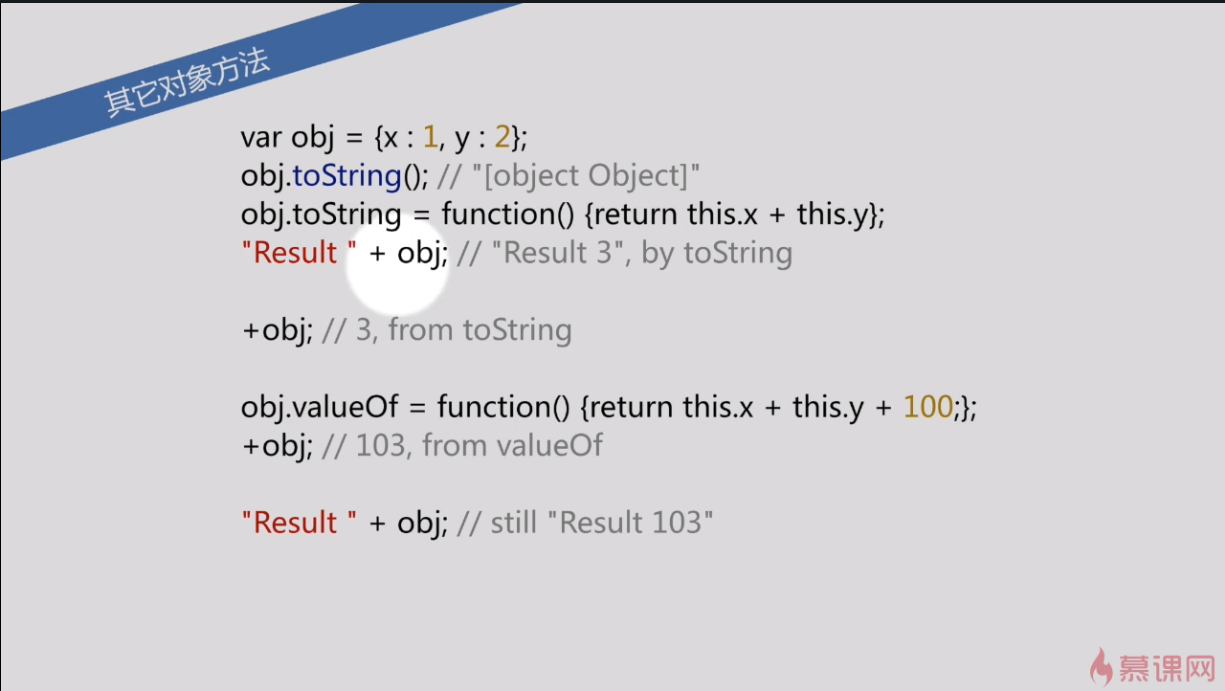 其它对象方法
var obj = {x : 1, y : 2};
obj.toString(); // "[object Object]"
obj.toString = function() {return this.x + this.y};
"Result " + obj; // "Result 3", by toString
+obj; // 3, from toString
obj.valueOf = function() {return this.x + this.y + 100;};
+obj; // 103, from valueOf
"Result " + obj; // still "Result 103"
慕课网